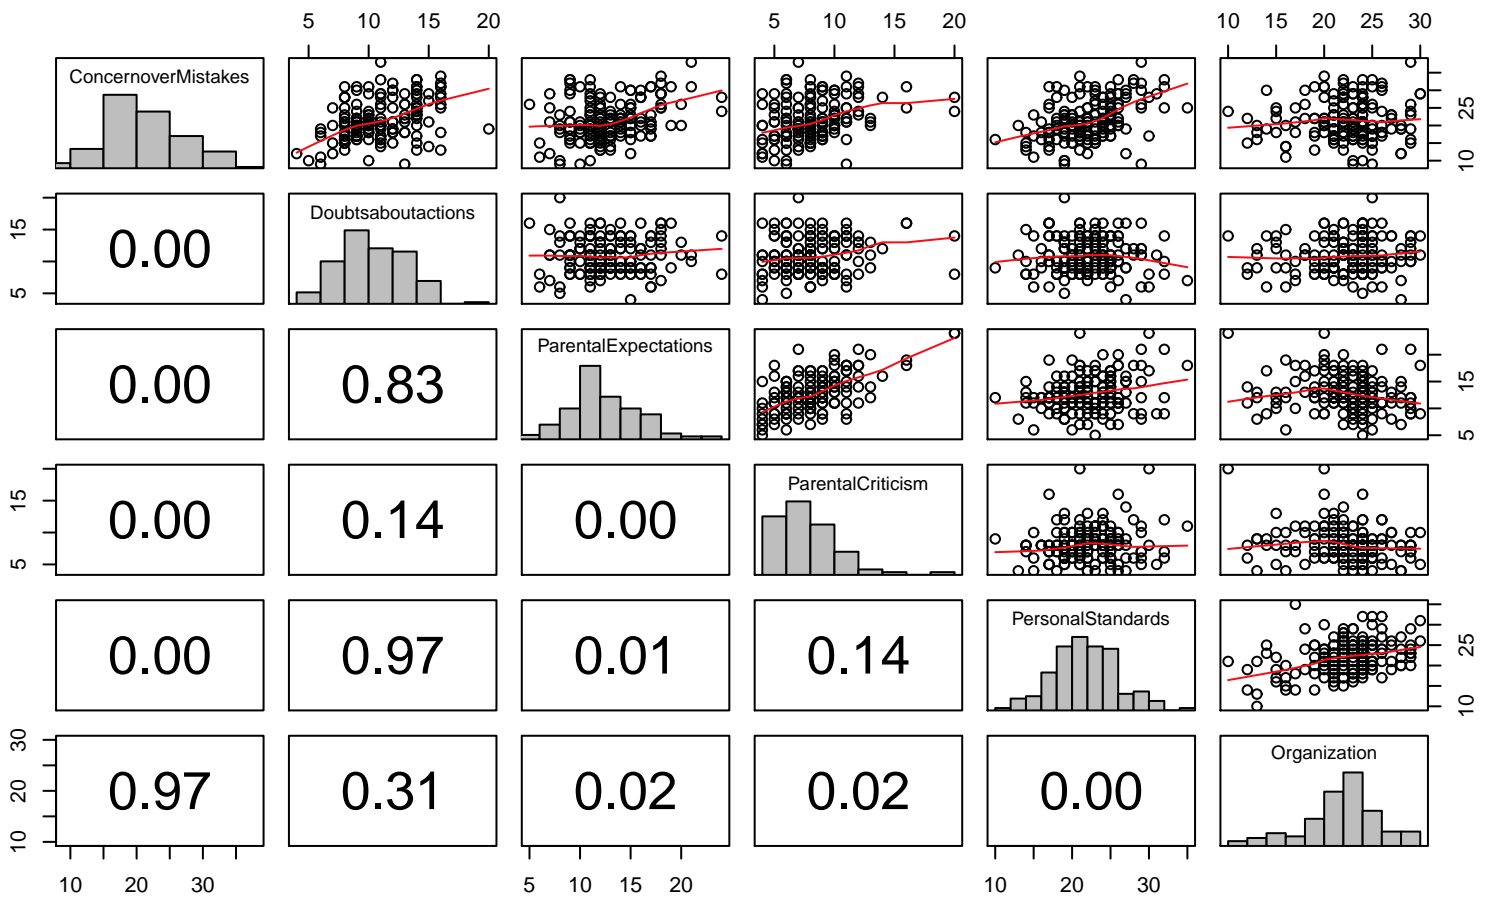 5 10 15 20 5 10 15 20 10 15 20 25 30
ConcernoverMistakes
10 25
15 5
0.00
Doubtsaboutactions
0.00 0.83
ParentalExpectations
5 15
15 5
0.00 0.14 0.00
ParentalCriticism
0.00 0.97 0.01 0.14
PersonalStandards
10 25
30 20 10
0.97 0.31 0.02 0.02 0.00
Organization
10 20 30 5 10 15 20 10 20 30